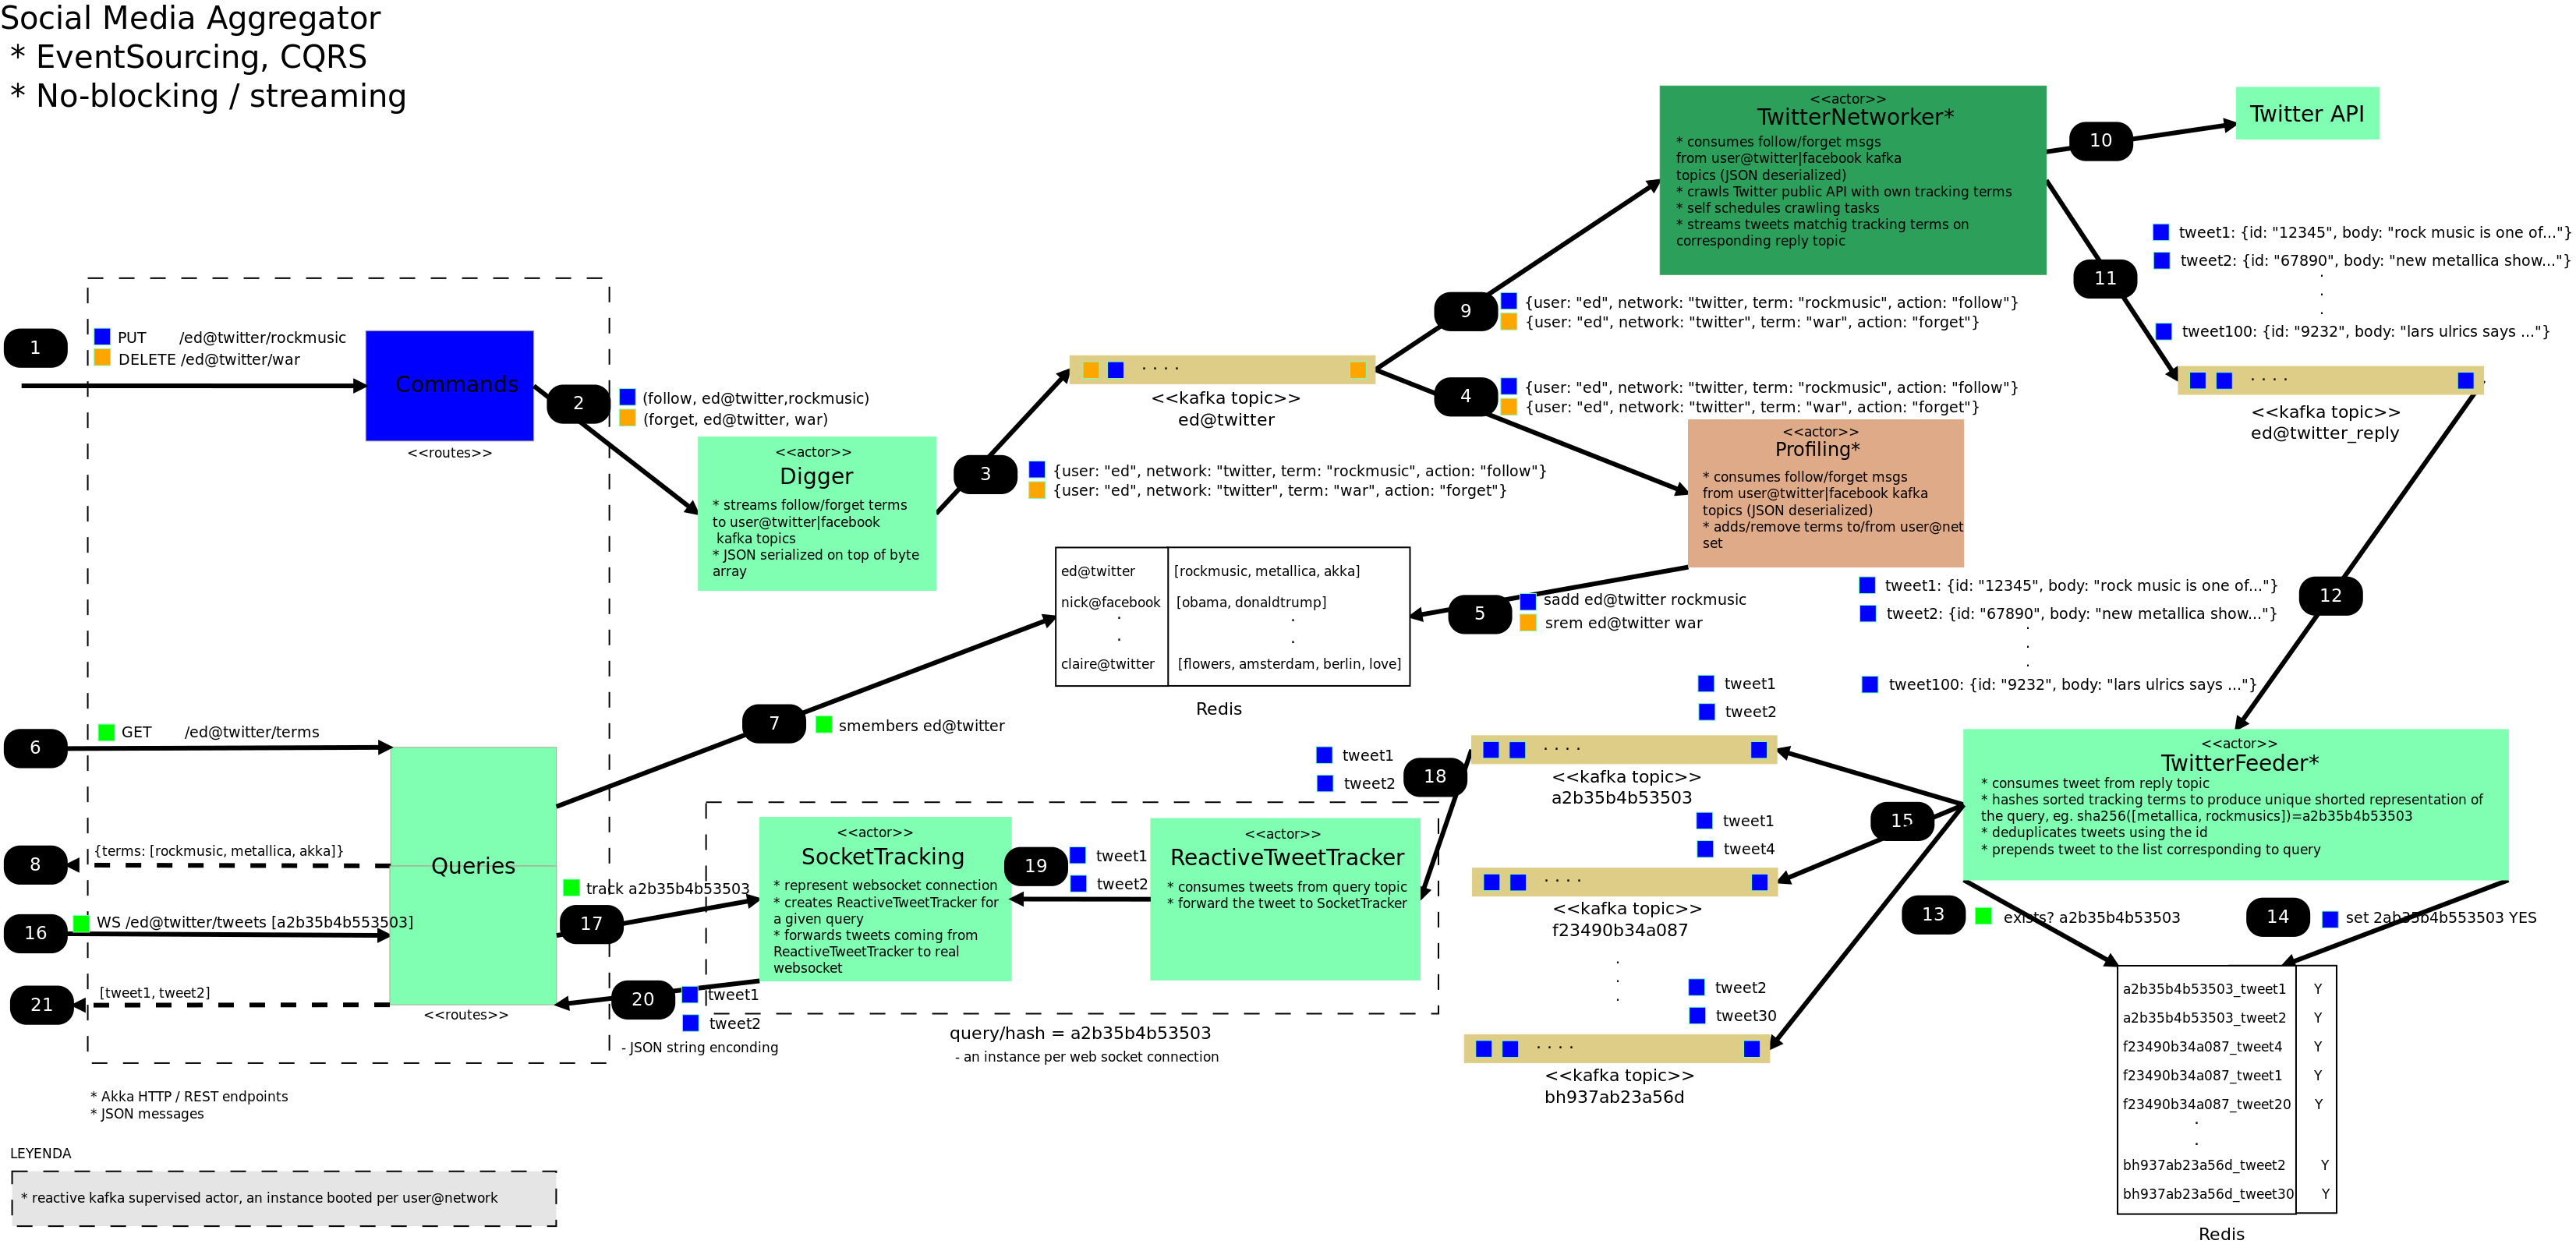 Social Media Aggregator
* EventSourcing, CQRS
* No-blocking / streaming
1
PUT /ed@twitter/rockmusic
DELETE /ed@twitter/war
Commands
<<routes>>
2
(follow, ed@twitter,rockmusic)
(forget, ed@twitter, war)
<<actor>>
Digger
* streams follow/forget terms
to user@twitter|facebook
kafka topics
* JSON serialized on top of byte
array
3
{user: "ed", network: "twitter, term: "rockmusic", action: "follow"}
{user: "ed", network: "twitter", term: "war", action: "forget"}
. . . .
<<kafka topic>>
ed@twitter
9
{user: "ed", network: "twitter, term: "rockmusic", action: "follow"}
{user: "ed", network: "twitter", term: "war", action: "forget"}
4
{user: "ed", network: "twitter, term: "rockmusic", action: "follow"}
{user: "ed", network: "twitter", term: "war", action: "forget"}
<<actor>>
TwitterNetworker*
* consumes follow/forget msgs
from user@twitter|facebook kafka
topics (JSON deserialized)
* crawls Twitter public API with own tracking terms
* self schedules crawling tasks
* streams tweets matchig tracking terms on
corresponding reply topic
10
Twitter API
11
tweet1: {id: "12345", body: "rock music is one of..."}
tweet2: {id: "67890", body: "new metallica show..."}
.
.
.
tweet100: {id: "9232", body: "lars ulrics says ..."}
. . . .
<<kafka topic>>
ed@twitter_reply
<<actor>>
Profiling*
* consumes follow/forget msgs
from user@twitter|facebook kafka
topics (JSON deserialized)
* adds/remove terms to/from user@net
set
5
sadd ed@twitter rockmusic
srem ed@twitter war
ed@twitter [rockmusic, metallica, akka]
nick@facebook [obama, donaldtrump]
. .
. .
claire@twitter [flowers, amsterdam, berlin, love]
Redis
12
tweet1: {id: "12345", body: "rock music is one of..."}
tweet2: {id: "67890", body: "new metallica show..."}
.
.
.
tweet100: {id: "9232", body: "lars ulrics says ..."}
6
GET /ed@twitter/terms
7
smembers ed@twitter
8
{terms: [rockmusic, metallica, akka]}
Queries
<<routes>>
16
WS /ed@twitter/tweets [a2b35b4b553503]
17
track a2b35b4b53503
21
[tweet1, tweet2]
20
tweet1
tweet2
- JSON string enconding
<<actor>>
SocketTracking
* represent websocket connection
* creates ReactiveTweetTracker for
a given query
* forwards tweets coming from
ReactiveTweetTracker to real
websocket
19
tweet1
tweet2
<<actor>>
ReactiveTweetTracker
* consumes tweets from query topic
* forward the tweet to SocketTracker
query/hash = a2b35b4b53503
- an instance per web socket connection
18
tweet1
tweet2
tweet1
tweet2
. . . .
<<kafka topic>>
a2b35b4b53503
tweet1
tweet4
. . . .
<<kafka topic>>
f23490b34a087
.
.
.
tweet2
tweet30
. . . .
<<kafka topic>>
bh937ab23a56d
15
<<actor>>
TwitterFeeder*
* consumes tweet from reply topic
* hashes sorted tracking terms to produce unique shorted representation of
the query, eg. sha256([metallica, rockmusics])=a2b35b4b53503
* deduplicates tweets using the id
* prepends tweet to the list corresponding to query
13
exists? a2b35b4b53503
14
set 2ab35b4b553503 YES
a2b35b4b53503_tweet1 Y
a2b35b4b53503_tweet2 Y
f23490b34a087_tweet4 Y
f23490b34a087_tweet1 Y
f23490b34a087_tweet20 Y
.
.
bh937ab23a56d_tweet2 Y
bh937ab23a56d_tweet30 Y
Redis
* Akka HTTP / REST endpoints
* JSON messages
LEYENDA
* reactive kafka supervised actor, an instance booted per user@network